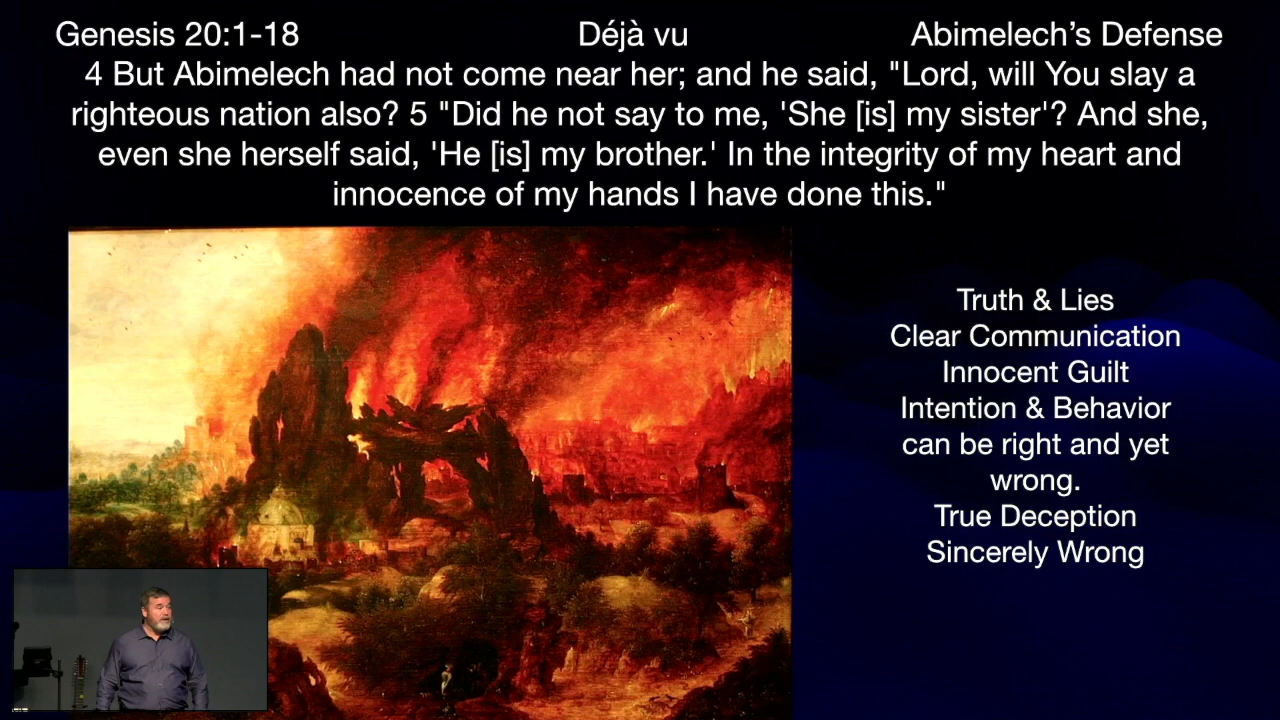 Genesis 20:1-18 Déjà vu Abimelech’s Defense
4 But Abimelech had not come near her; and he said, "Lord, will You slay a
righteous nation also? 5 "Did he not say to me, 'She [is] my sister'? And she,
even she herself said, 'He [is] my brother.' In the integrity of my heart and
innocence of my hands I have done this."
Truth & Lies
Clear Communication
Innocent Guilt
Intention & Behavior
can be right and yet
wrong.
True Deception
Sincerely Wrong